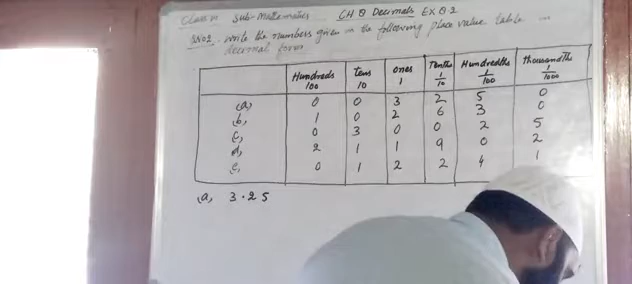 Class VI Sub-Mathematics CH 8 Decimals EX 8.2
QNO2. Write the numbers given in the following place value table in
decimal form.
Hundreds 100 Tens 10 Ones 1 Tenths 1/10 Hundredths 1/100 thousandths 1/1000
(a) 0 0 3 2 5 0
b, 1 0 2 6 3 0
c, 0 3 0 0 2 5
d, 2 1 1 9 0 2
e, 0 1 2 2 4 1
(a, 3.25